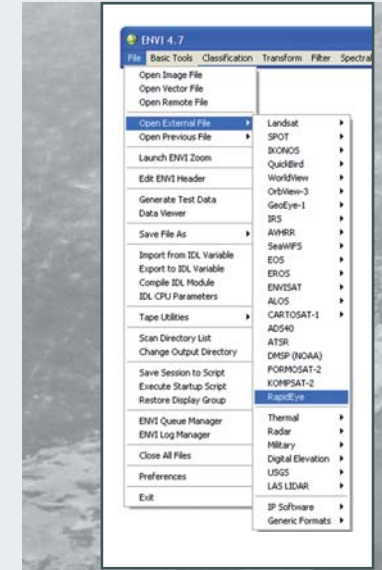 ENVI 4.7
File Basic Tools Classification Transform Filter Spectral
Open Image File
Open Vector File
Open Remote File
Open External File
Open Previous File
Launch ENVI Zoom
Edit ENVI Header
Generate Test Data
Data Viewer
Save File As
Import from IDL Variable
Export to IDL Variable
Compile IDL Module
IDL CPU Parameters
Tape Utilities
Scan Directory List
Change Output Directory
Save Session to Script
Execute Startup Script
Restore Display Group
ENVI Queue Manager
ENVI Log Manager
Close All Files
Preferences
Exit
Landsat
SPOT
IKONOS
QuickBird
WorldView
OrbView-3
GeoEye-1
IRS
AVHRR
SeaWiFS
EOS
EROS
ENVISAT
ALOS
CARTOSAT-1
ADS40
ATSR
DMSP (NOAA)
FORMOSAT-2
KOMPSAT-2
RapidEye
Thermal
Radar
Military
Digital Elevation
USGS
LAS LIDAR
IP Software
Generic Formats